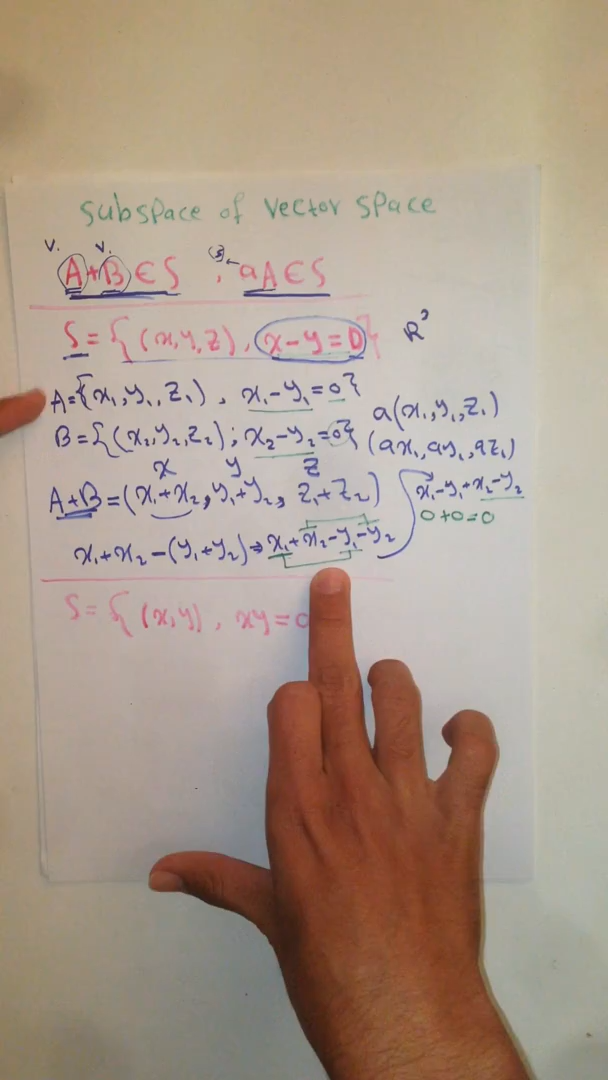 subspace of vector space
v. v.
A+B ∈ S , (s)← aA ∈ S
S = { (x,y,z) , x-y=0} R³
A={x₁,y₁,z₁) , x₁-y₁=0}
B={(x₂,y₂,z₂); x₂-y₂=0}
a(x₁,y₁,z₁)
(ax₁,ay₁,az₁)
x y z
A+B=(x₁+x₂,y₁+y₂, z₁+z₂)
x₁-y₁+x₂-y₂
0+0=0
x₁+x₂-(y₁+y₂)⇒x₁+x₂-y₁-y₂
S={ (x,y), xy=0